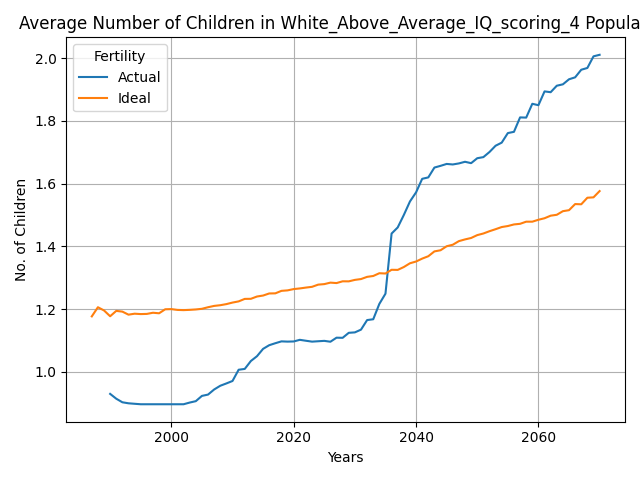 Average Number of Children in White_Above_Average_IQ_scoring_4 Popula
Fertility
Actual
Ideal
No. of Children
2.0
1.8
1.6
1.4
1.2
1.0
2000 2020 2040 2060
Years